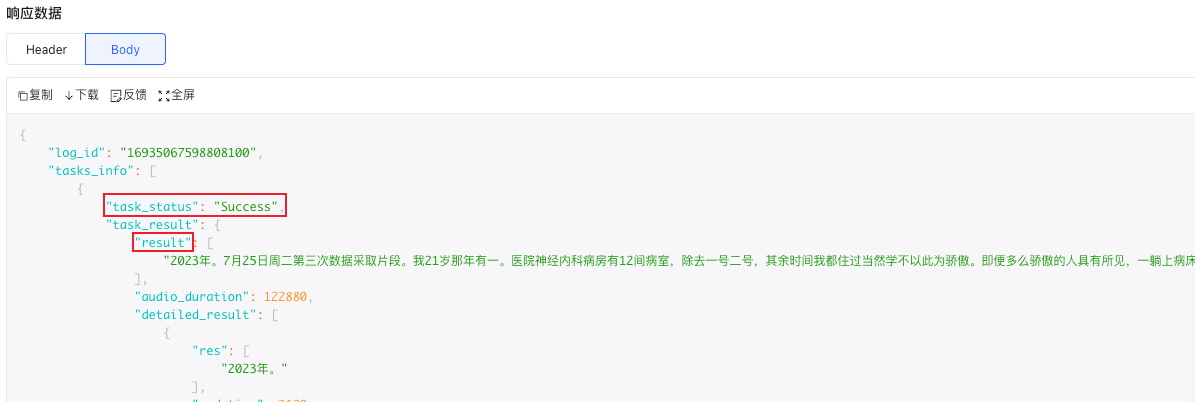 响应数据
Header Body
复制 下载 反馈 全屏
{
"log_id": "16935067598808100",
"tasks_info": [
{
"task_status": "Success",
"task_result": {
"result": [
"2023年。7月25日周二第三次数据采取片段。我21岁那年有一。医院神经内科病房有12间病室，除去一号二号，其余时间我都住过当然学不以此为骄傲。即便多么骄傲的人具有所见，一躺上病床
],
"audio_duration": 122880,
"detailed_result": [
{
"res": [
"2023年。"
],